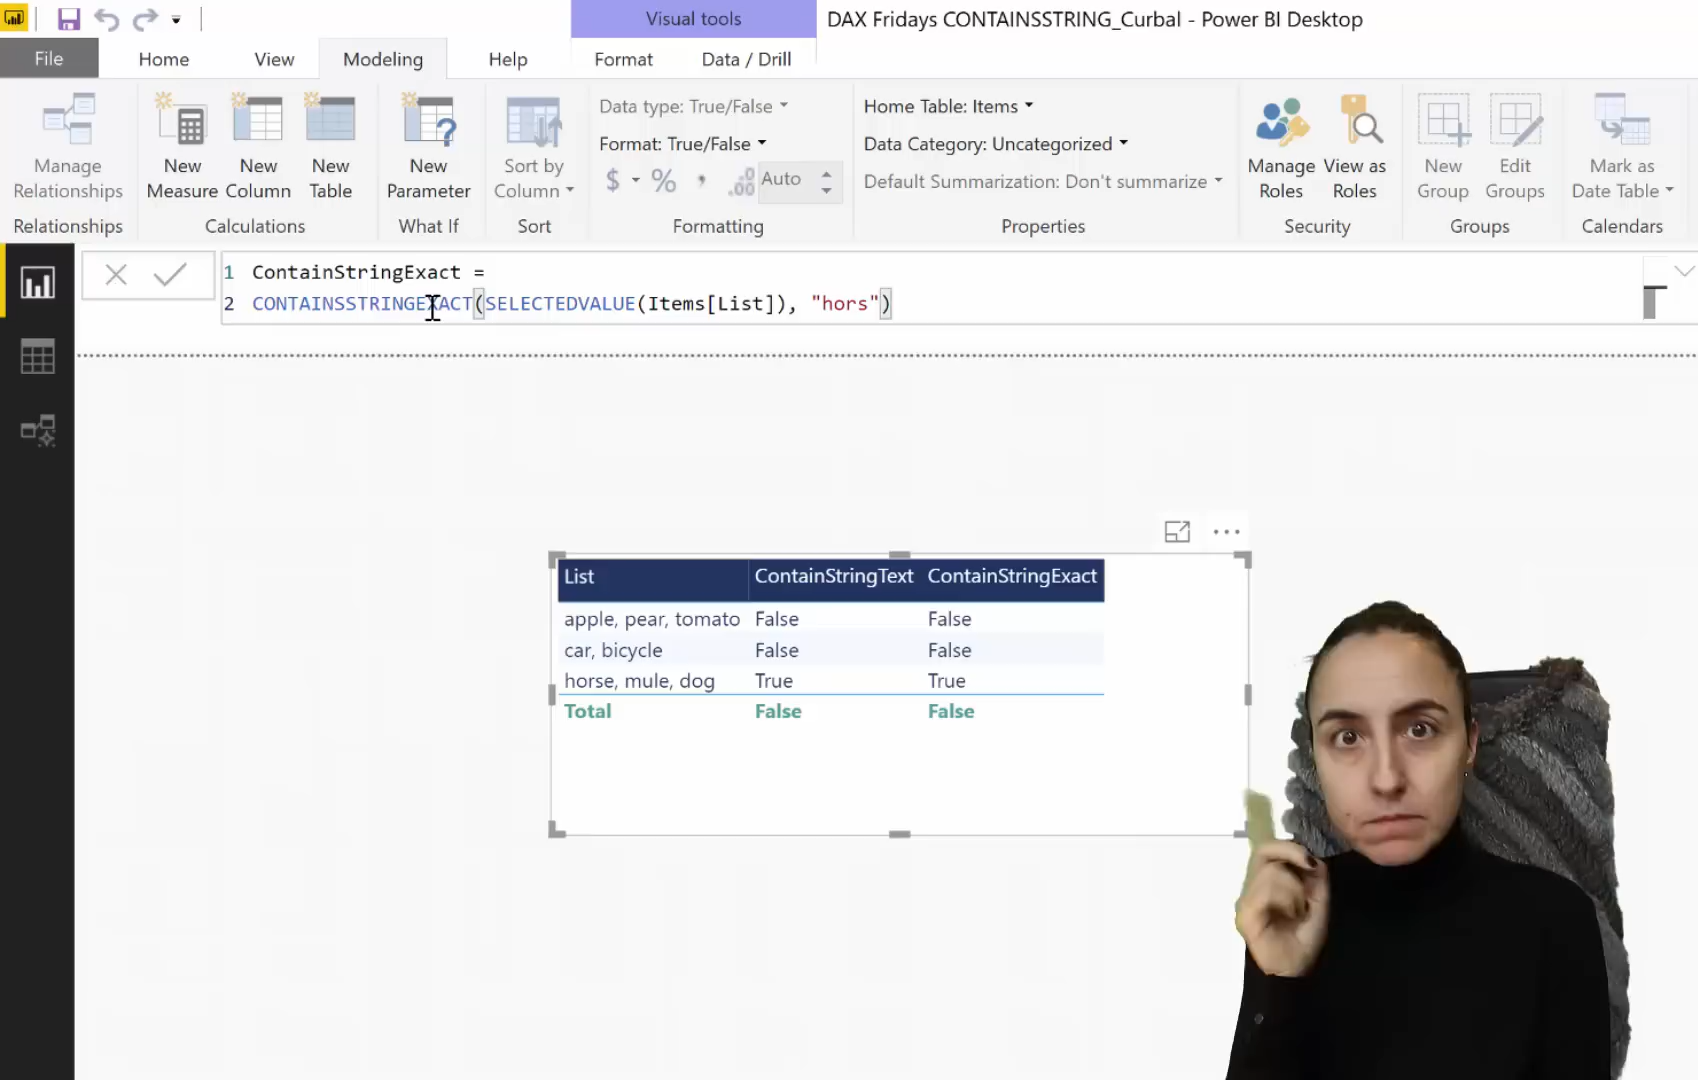 Visual tools
DAX Fridays CONTAINSSTRING_Curbal - Power BI Desktop
File
Home
View
Modeling
Help
Format
Data / Drill
Manage
Relationships
Relationships
New
Measure
New
Column
New
Table
Calculations
New
Parameter
What If
Sort by
Column
Sort
Data type: True/False
Format: True/False
$ % , .00 Auto
Formatting
Home Table: Items
Data Category: Uncategorized
Default Summarization: Don't summarize
Properties
Manage
Roles
View as
Roles
Security
New
Group
Edit
Groups
Groups
Mark as
Date Table
Calendars
1 ContainStringExact =
2 CONTAINSSTRINGEXACT(SELECTEDVALUE(Items[List]), "hors")
List ContainStringText ContainStringExact
apple, pear, tomato False False
car, bicycle False False
horse, mule, dog True True
Total False False